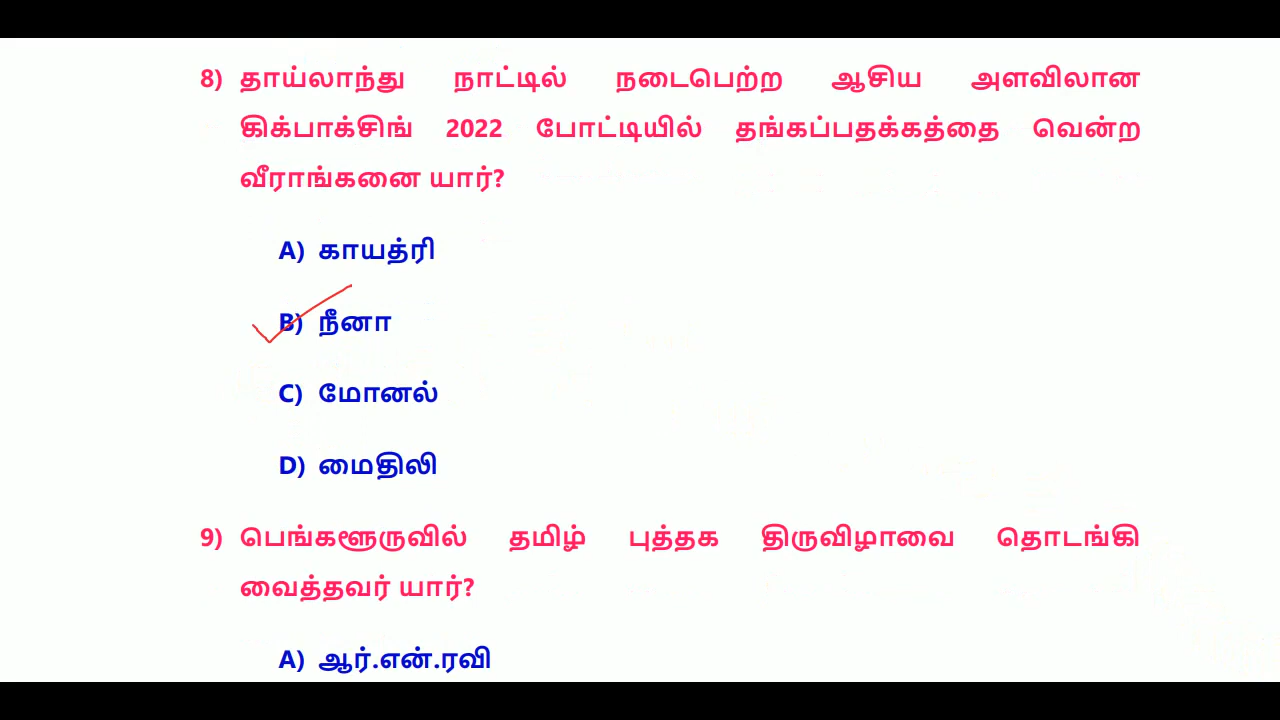 8) தாய்லாந்து நாட்டில் நடைபெற்ற ஆசிய அளவிலான
கிக்பாக்சிங் 2022 போட்டியில் தங்கப்பதக்கத்தை வென்ற
வீராங்கனை யார்?
A) காயத்ரி
B) நீனா
C) மோனல்
D) மைதிலி
9) பெங்களூருவில் தமிழ் புத்தக திருவிழாவை தொடங்கி
வைத்தவர் யார்?
A) ஆர்.என்.ரவி